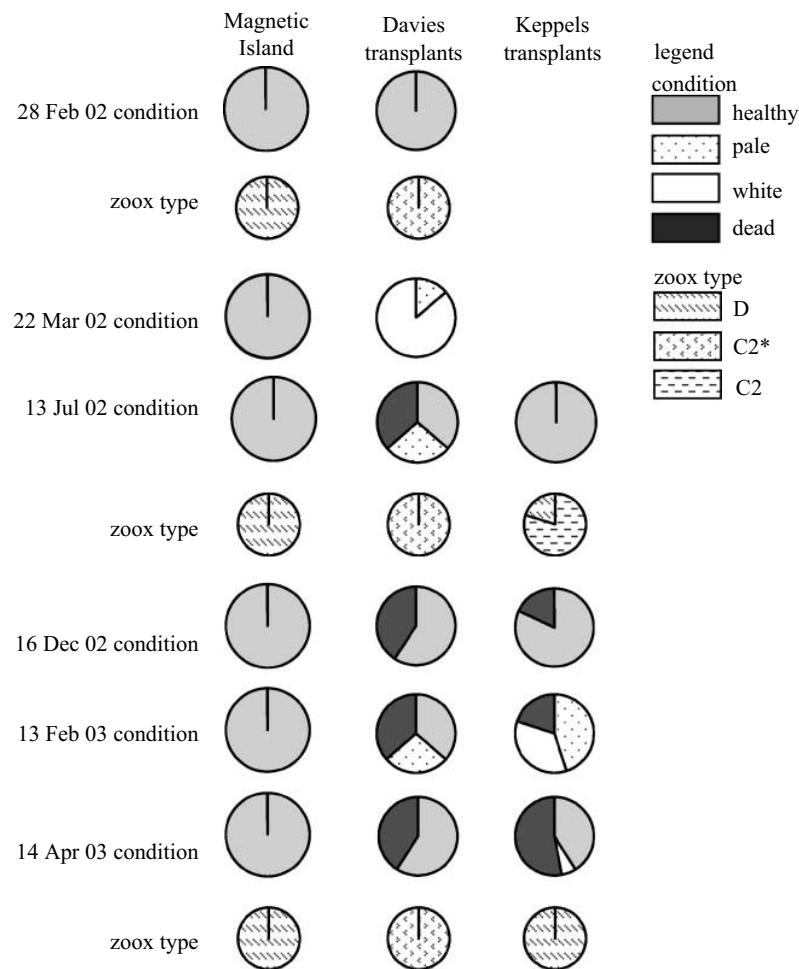 Magnetic
Island
Davies
transplants
Keppels
transplants
legend
condition
healthy
pale
white
dead
zoox type
D
C2*
C2
28 Feb 02 condition
zoox type
22 Mar 02 condition
13 Jul 02 condition
zoox type
16 Dec 02 condition
13 Feb 03 condition
14 Apr 03 condition
zoox type